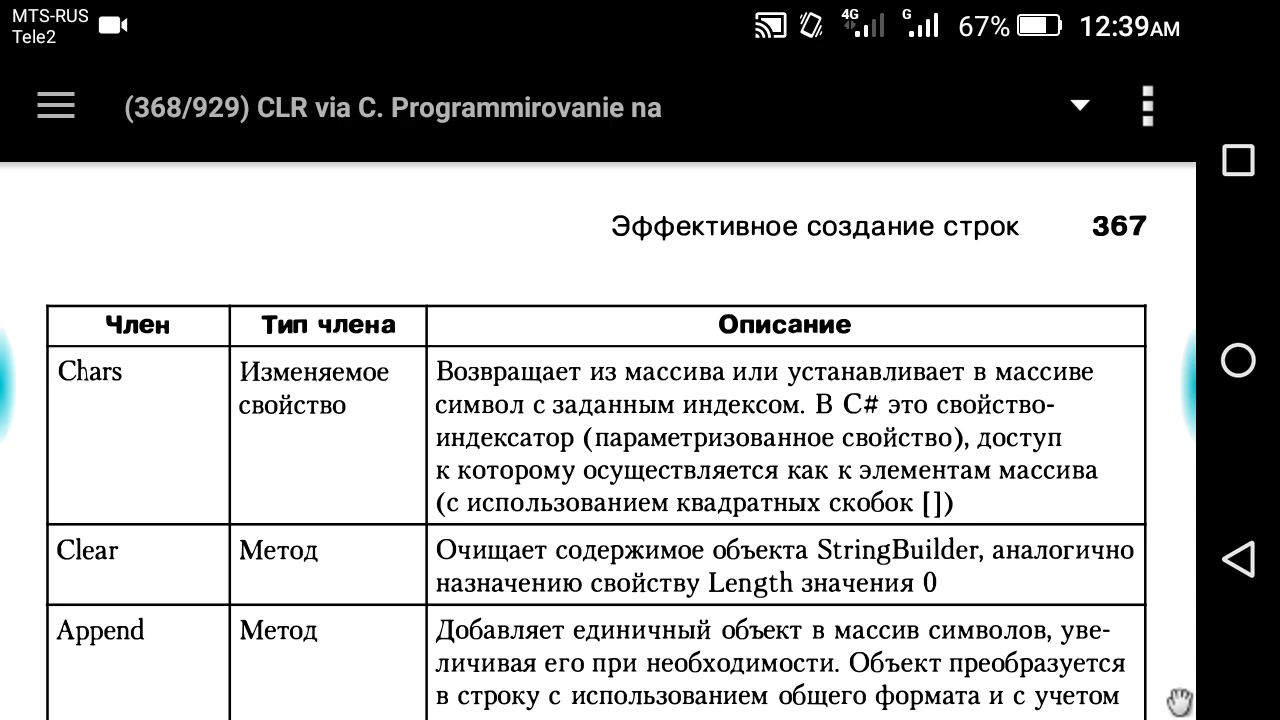 MTS-RUS
Tele2
4G
G
67%
12:39AM
(368/929) CLR via C. Programmirovanie na
Эффективное создание строк 367
Член Тип члена Описание
Chars Изменяемое Возвращает из массива или устанавливает в массиве
свойство символ с заданным индексом. В C# это свойство-
индексатор (параметризованное свойство), доступ
к которому осуществляется как к элементам массива
(с использованием квадратных скобок [])
Clear Метод Очищает содержимое объекта StringBuilder, аналогично
назначению свойству Length значения 0
Append Метод Добавляет единичный объект в массив символов, уве-
личивая его при необходимости. Объект преобразуется
в строку с использованием общего формата и с учетом